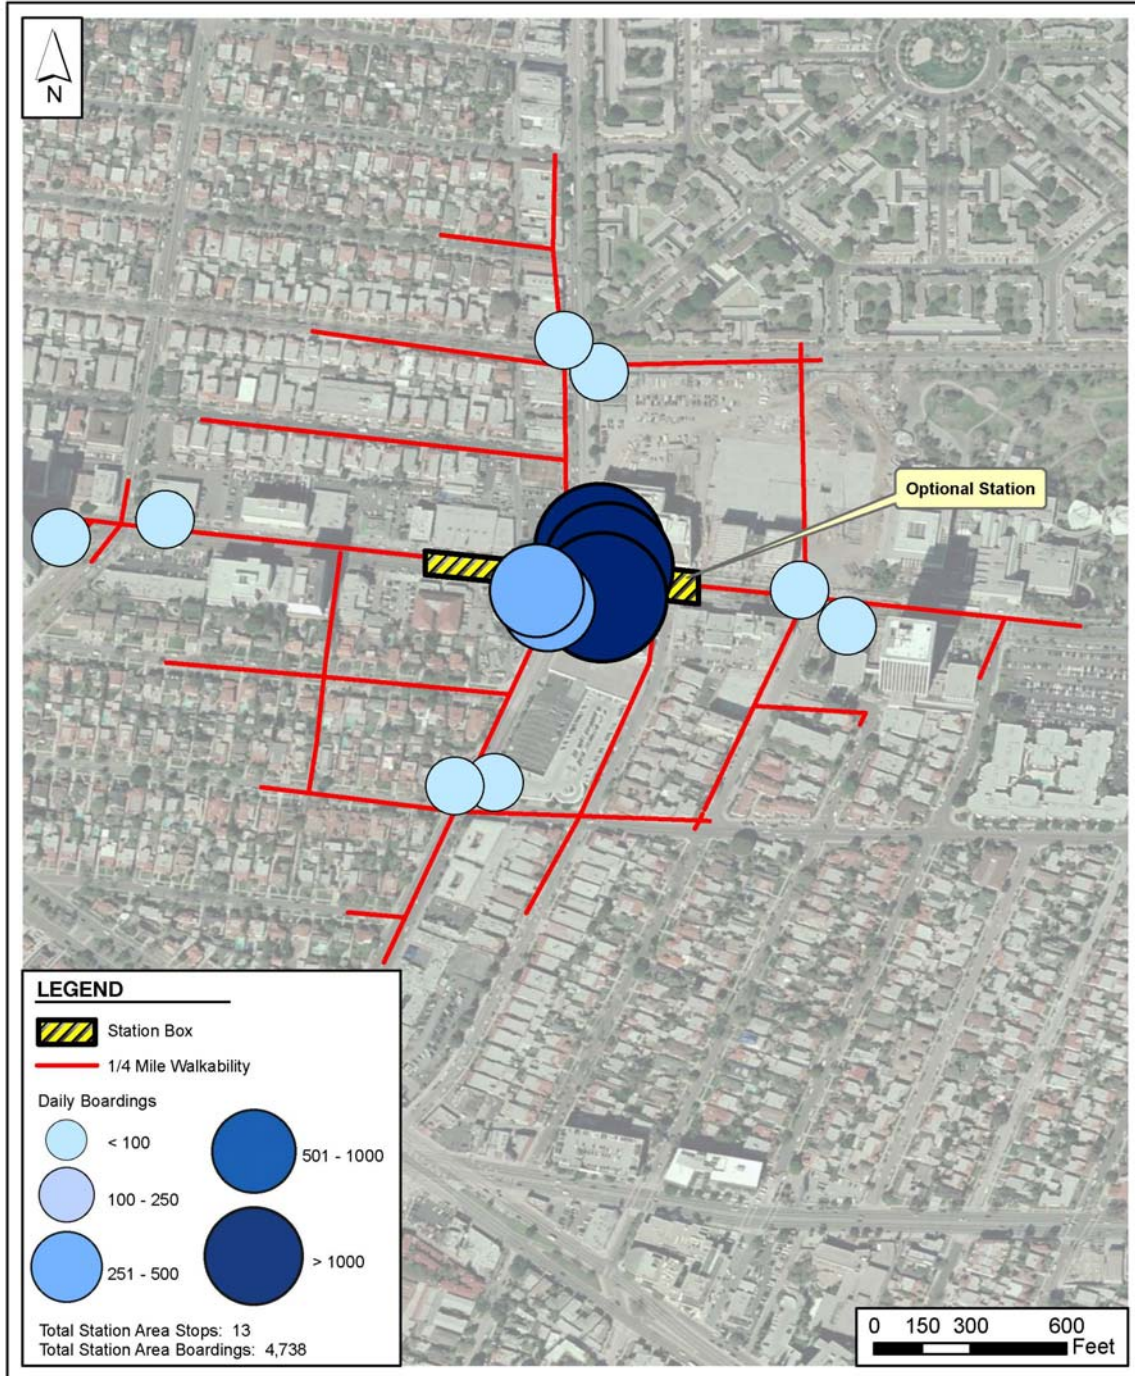 N
Optional Station
LEGEND
Station Box
1/4 Mile Walkability
Daily Boardings
< 100
100 - 250
251 - 500
501 - 1000
> 1000
Total Station Area Stops: 13
Total Station Area Boardings: 4,738
0 150 300 600
Feet